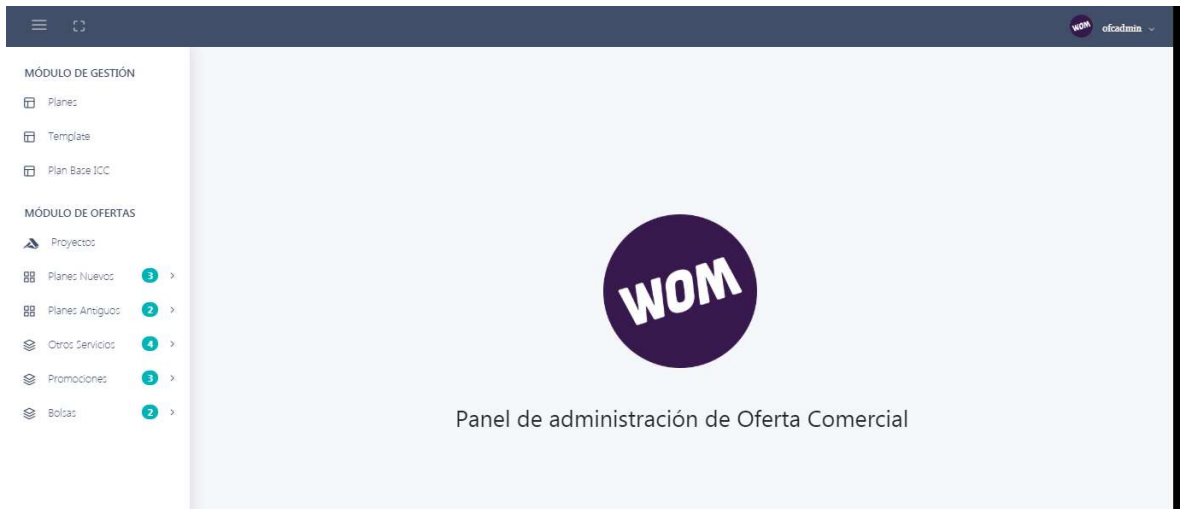 WOM ofcadmin
MÓDULO DE GESTIÓN
Planes
Template
Plan Base ICC
MÓDULO DE OFERTAS
Proyectos
Planes Nuevos 3
Planes Antiguos 2
Otros Servicios 4
Promociones 3
Bolsas 2
WOM
Panel de administración de Oferta Comercial